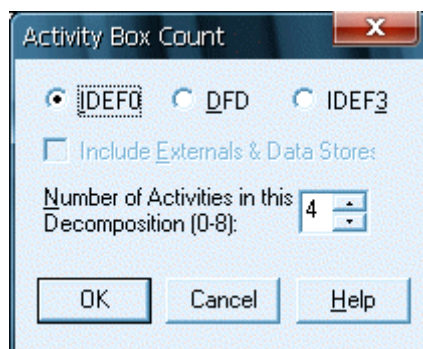 Activity Box Count
IDEF0 DFD IDEF3
Include Externals & Data Stores
Number of Activities in this
Decomposition (0-8):
4
OK Cancel Help